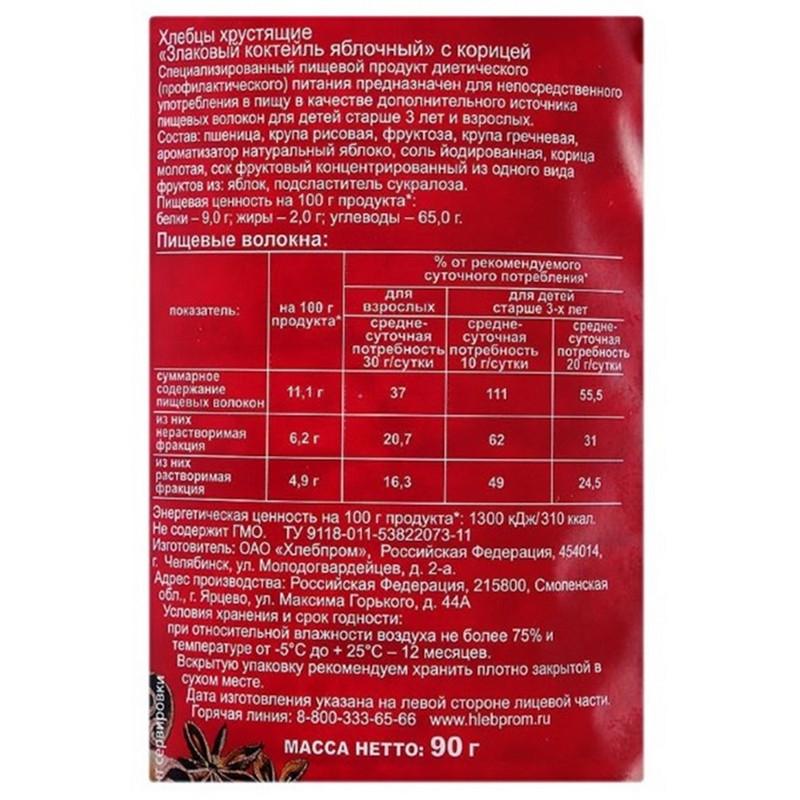 Хлебцы хрустящие
«Злаковый коктейль яблочный» с корицей
Специализированный пищевой продукт диетического
(профилактического) питания предназначен для непосредственного
употребления в пищу в качестве дополнительного источника
пищевых волокон для детей старше 3 лет и взрослых.
Состав: пшеница, крупа рисовая, фруктоза, крупа гречневая,
ароматизатор натуральный яблоко, соль йодированная, корица
молотая, сок фруктовый концентрированный из одного вида
фруктов из: яблок, подсластитель сукралоза.
Пищевая ценность на 100 г продукта*:
белки – 9,0 г; жиры – 2,0 г; углеводы – 65,0 г.
Пищевые волокна:
показатель:
на 100 г
продукта*
% от рекомендуемого
суточного потребления*
для
взрослых
для детей
старше 3-х лет
средне-
суточная
потребность
30 г/сутки
средне-
суточная
потребность
10 г/сутки
средне-
суточная
потребность
20 г/сутки
суммарное
содержание
пищевых волокон
11,1 г
37
111
55,5
из них
нерастворимая
фракция
6,2 г
20,7
62
31
из них
растворимая
фракция
4,9 г
16,3
49
24,5
Энергетическая ценность на 100 г продукта*: 1300 кДж/310 ккал.
Не содержит ГМО. ТУ 9118-011-53822073-11
Изготовитель: ОАО «Хлебпром», Российская Федерация, 454014,
г. Челябинск, ул. Молодогвардейцев, д. 2-а.
Адрес производства: Российская Федерация, 215800, Смоленская
обл., г. Ярцево, ул. Максима Горького, д. 44А
Условия хранения и срок годности:
при относительной влажности воздуха не более 75% и
температуре от -5°С до + 25°С – 12 месяцев.
Вскрытую упаковку рекомендуем хранить плотно закрытой в
сухом месте.
Дата изготовления указана на левой стороне лицевой части.
Горячая линия: 8-800-333-65-66 www.hlebprom.ru
МАССА НЕТТО: 90 г
сервировки